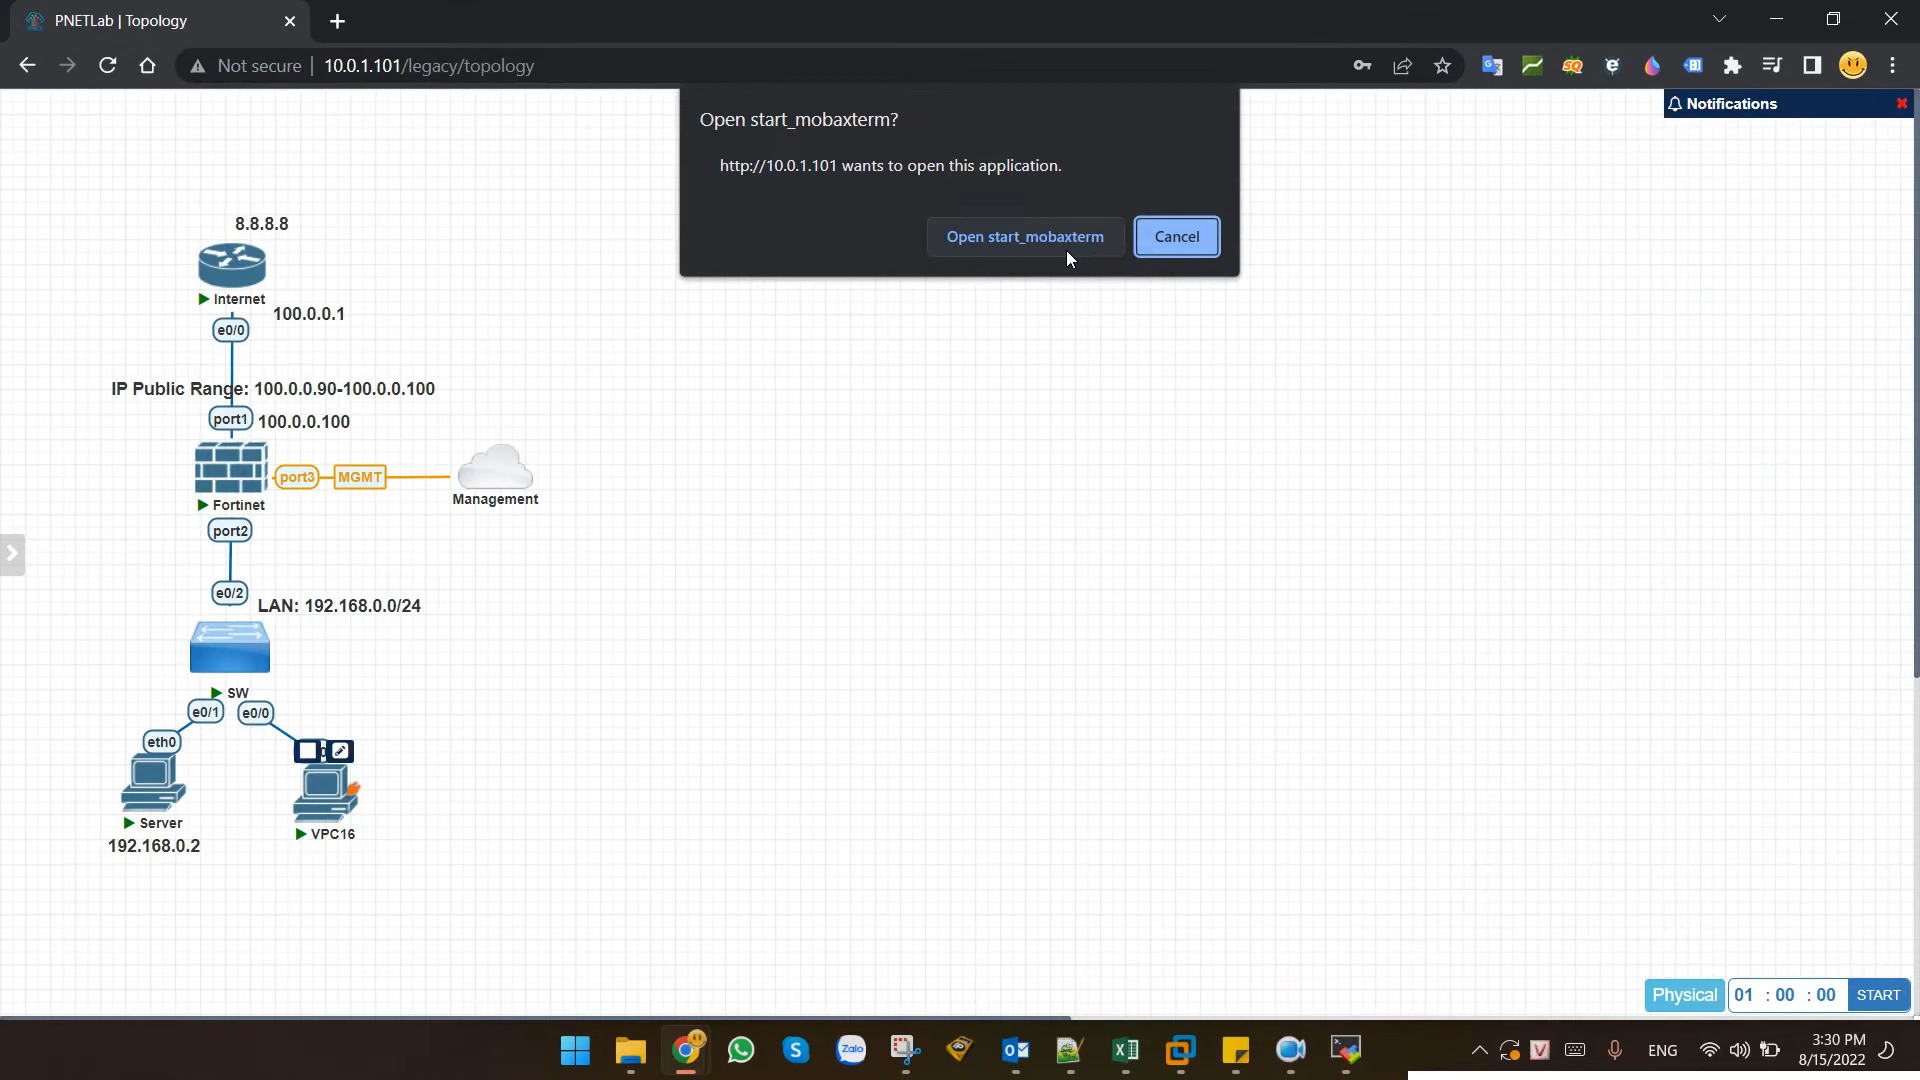 PNETLab | Topology
Not secure
10.0.1.101/legacy/topology
Open start_mobaxterm?
http://10.0.1.101 wants to open this application.
Open start_mobaxterm
Cancel
Notifications
8.8.8.8
Internet
100.0.0.1
e0/0
IP Public Range: 100.0.0.90-100.0.0.100
port1
100.0.0.100
port3
MGMT
Management
Fortinet
port2
e0/2
LAN: 192.168.0.0/24
SW
e0/1
e0/0
eth0
Server
VPC16
192.168.0.2
Physical
01 : 00 : 00
START
Zalo
ENG
3:30 PM
8/15/2022